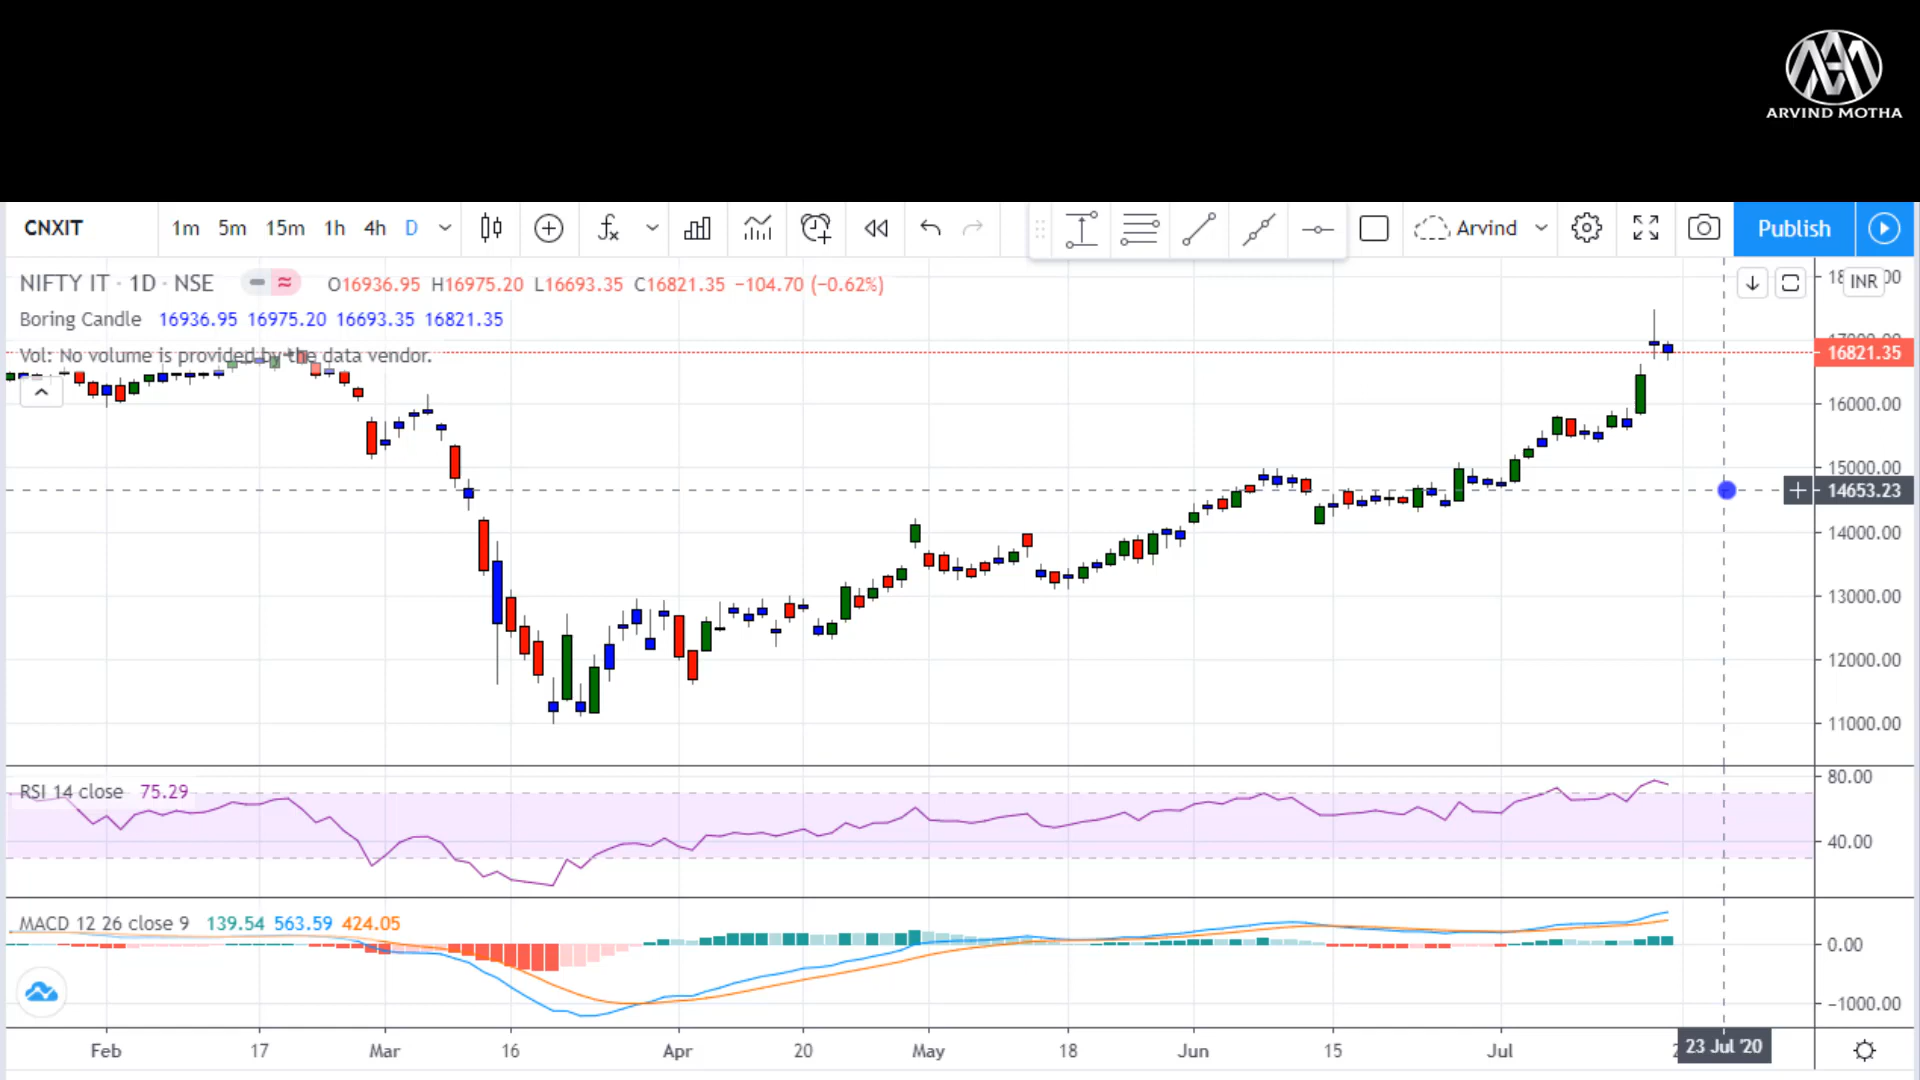 ARVIND MOTHA
CNXIT 1m 5m 15m 1h 4h D Arvind Publish
NIFTY IT · 1D · NSE O16936.95 H16975.20 L16693.35 C16821.35 −104.70 (−0.62%)
INR
Boring Candle 16936.95 16975.20 16693.35 16821.35
Vol: No volume is provided by the data vendor.
16821.35
16000.00
15000.00
14653.23
14000.00
13000.00
12000.00
11000.00
RSI 14 close 75.29
80.00
40.00
MACD 12 26 close 9 139.54 563.59 424.05
0.00
−1000.00
Feb 17 Mar 16 Apr 20 May 18 Jun 15 Jul 23 Jul '20